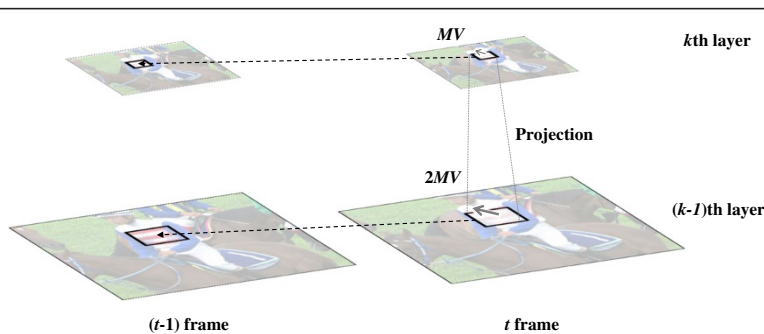 MV
kth layer
Projection
2MV
(k-1)th layer
(t-1) frame
t frame